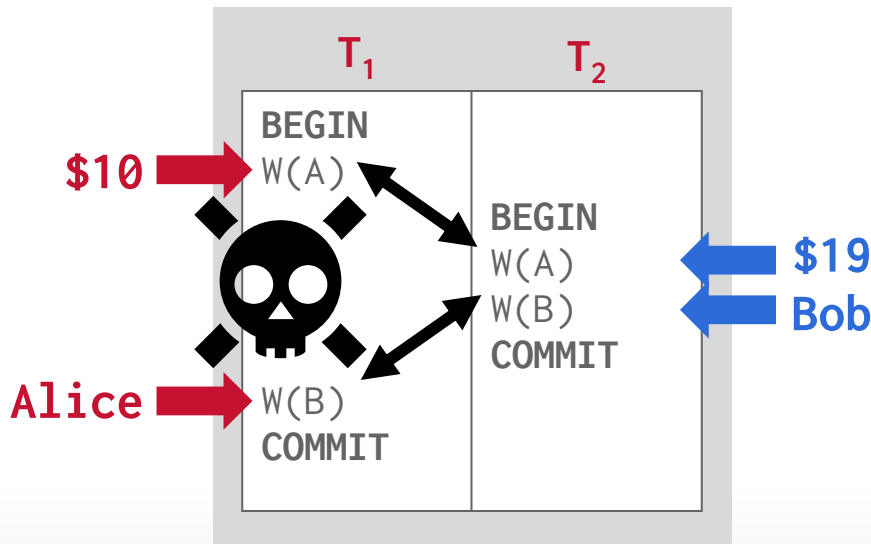 T1 T2
BEGIN
$10 W(A)
BEGIN
W(A) $19
W(B) Bob
COMMIT
Alice W(B)
COMMIT